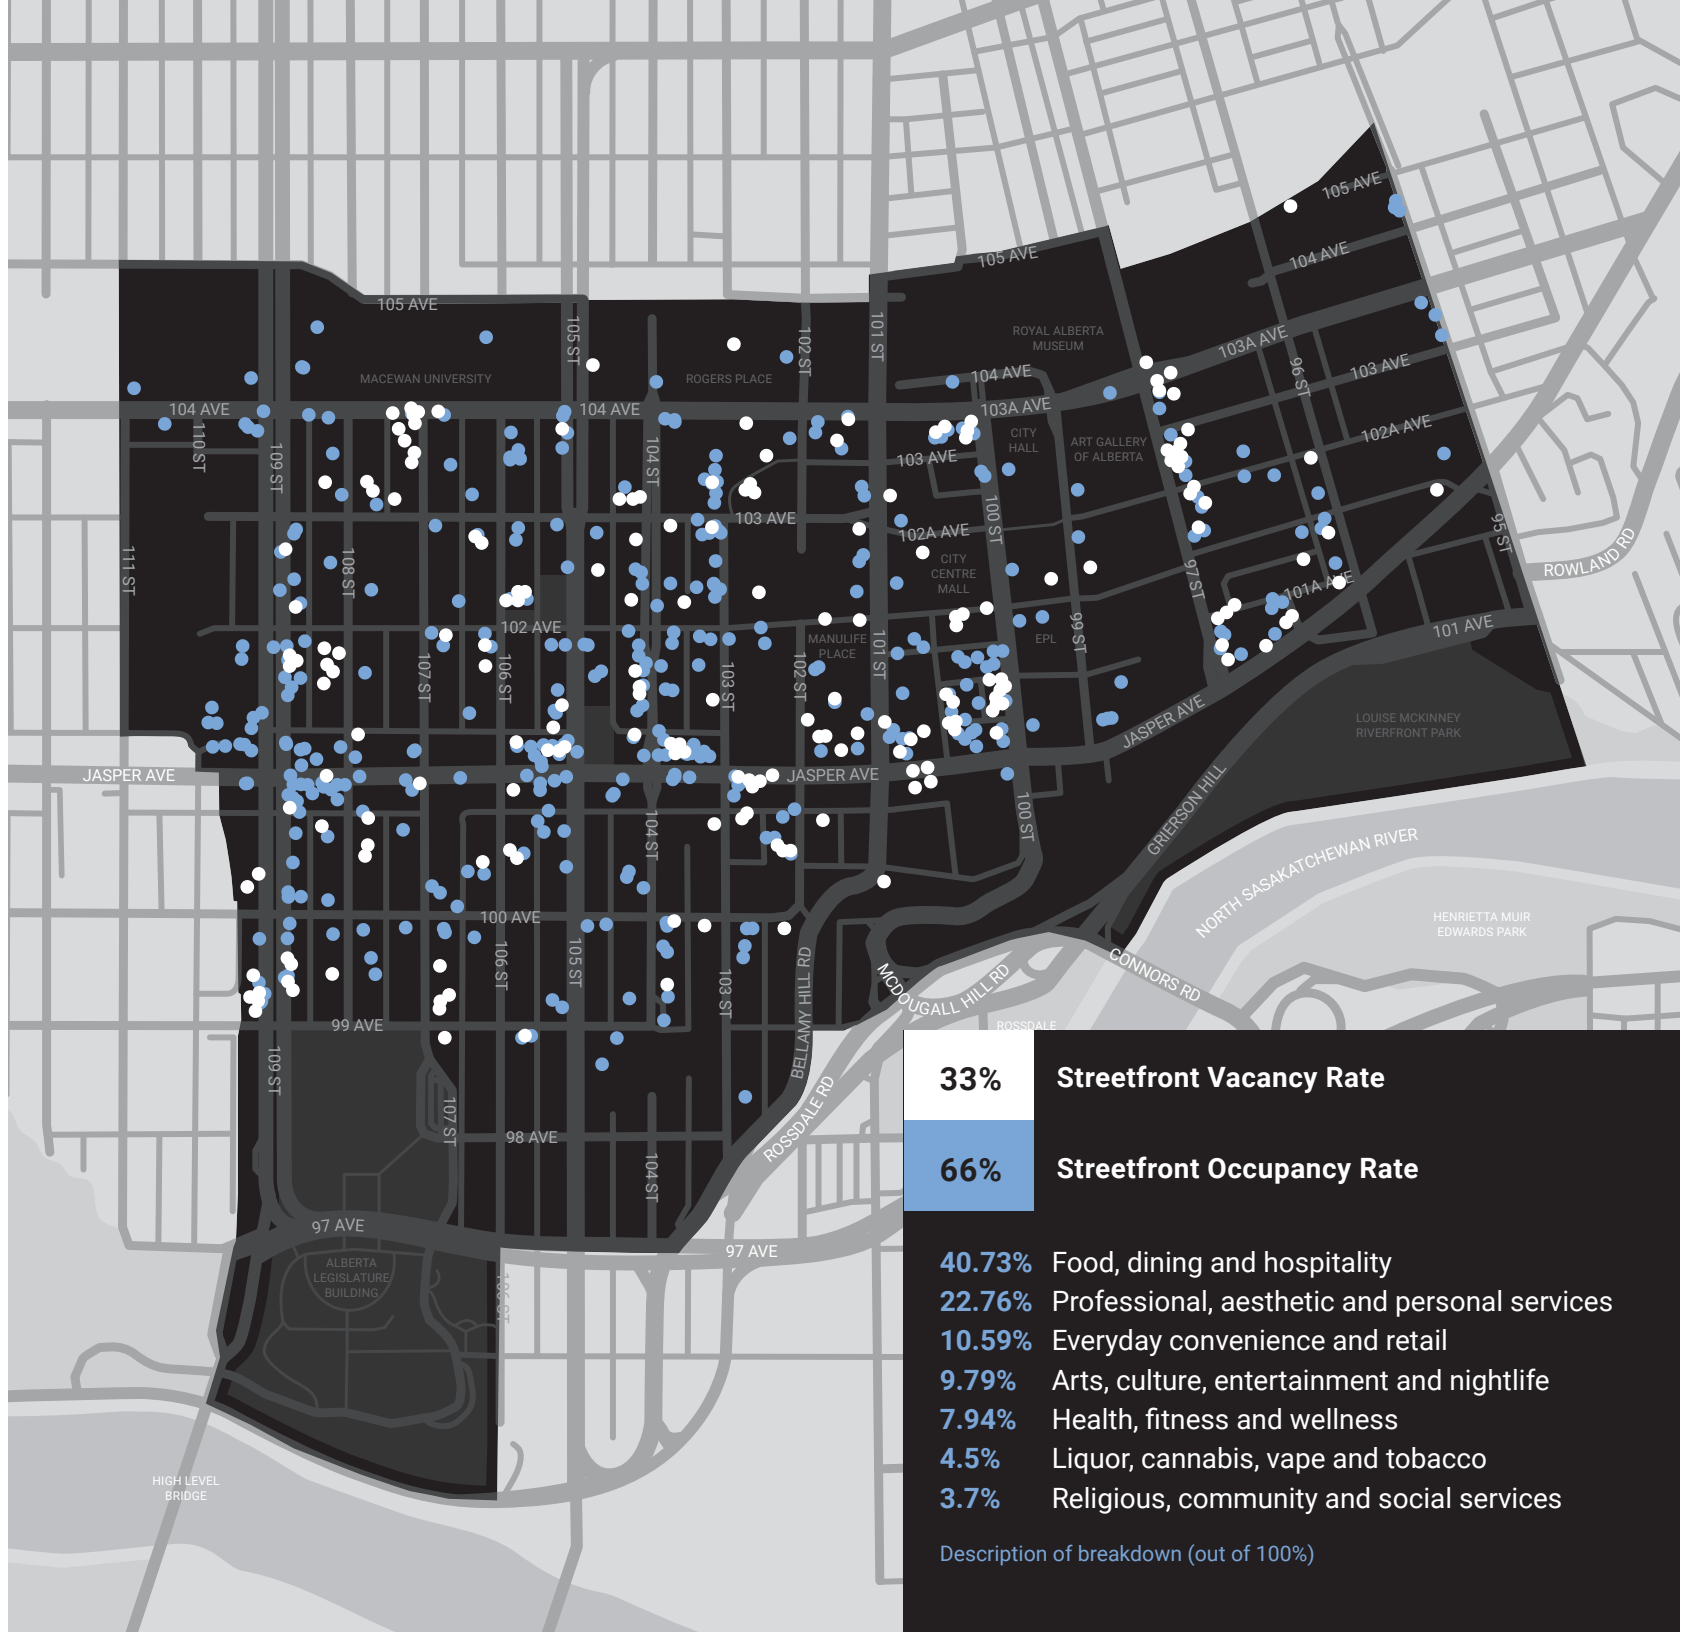 105 AVE
105 AVE
104 AVE
105 AVE
105 ST
102 ST
101 ST
ROYAL ALBERTA
MUSEUM
103A AVE
96 ST
103 AVE
MACEWAN UNIVERSITY
ROGERS PLACE
104 AVE
104 AVE
104 AVE
103A AVE
102A AVE
110 ST
109 ST
104 ST
CITY
HALL
ART GALLERY
OF ALBERTA
103 AVE
103 AVE
102A AVE
100 ST
95 ST
111 ST
108 ST
CITY
CENTRE
MALL
97 ST
101A AVE
ROWLAND RD
102 AVE
MANULIFE
PLACE
101 ST
EPL
99 ST
101 AVE
107 ST
106 ST
103 ST
102 ST
JASPER AVE
LOUISE MCKINNEY
RIVERFRONT PARK
JASPER AVE
JASPER AVE
104 ST
100 ST
GRIERSON HILL
NORTH SASKATCHEWAN RIVER
100 AVE
HENRIETTA MUIR
EDWARDS PARK
106 ST
105 ST
103 ST
BELLAMY HILL RD
MCDOUGALL HILL RD
CONNORS RD
99 AVE
ROSSDALE
109 ST
107 ST
98 AVE
104 ST
ROSSDALE RD
97 AVE
97 AVE
ALBERTA
LEGISLATURE
BUILDING
106 ST
HIGH LEVEL
BRIDGE
33% Streetfront Vacancy Rate
66% Streetfront Occupancy Rate
40.73% Food, dining and hospitality
22.76% Professional, aesthetic and personal services
10.59% Everyday convenience and retail
9.79% Arts, culture, entertainment and nightlife
7.94% Health, fitness and wellness
4.5% Liquor, cannabis, vape and tobacco
3.7% Religious, community and social services
Description of breakdown (out of 100%)